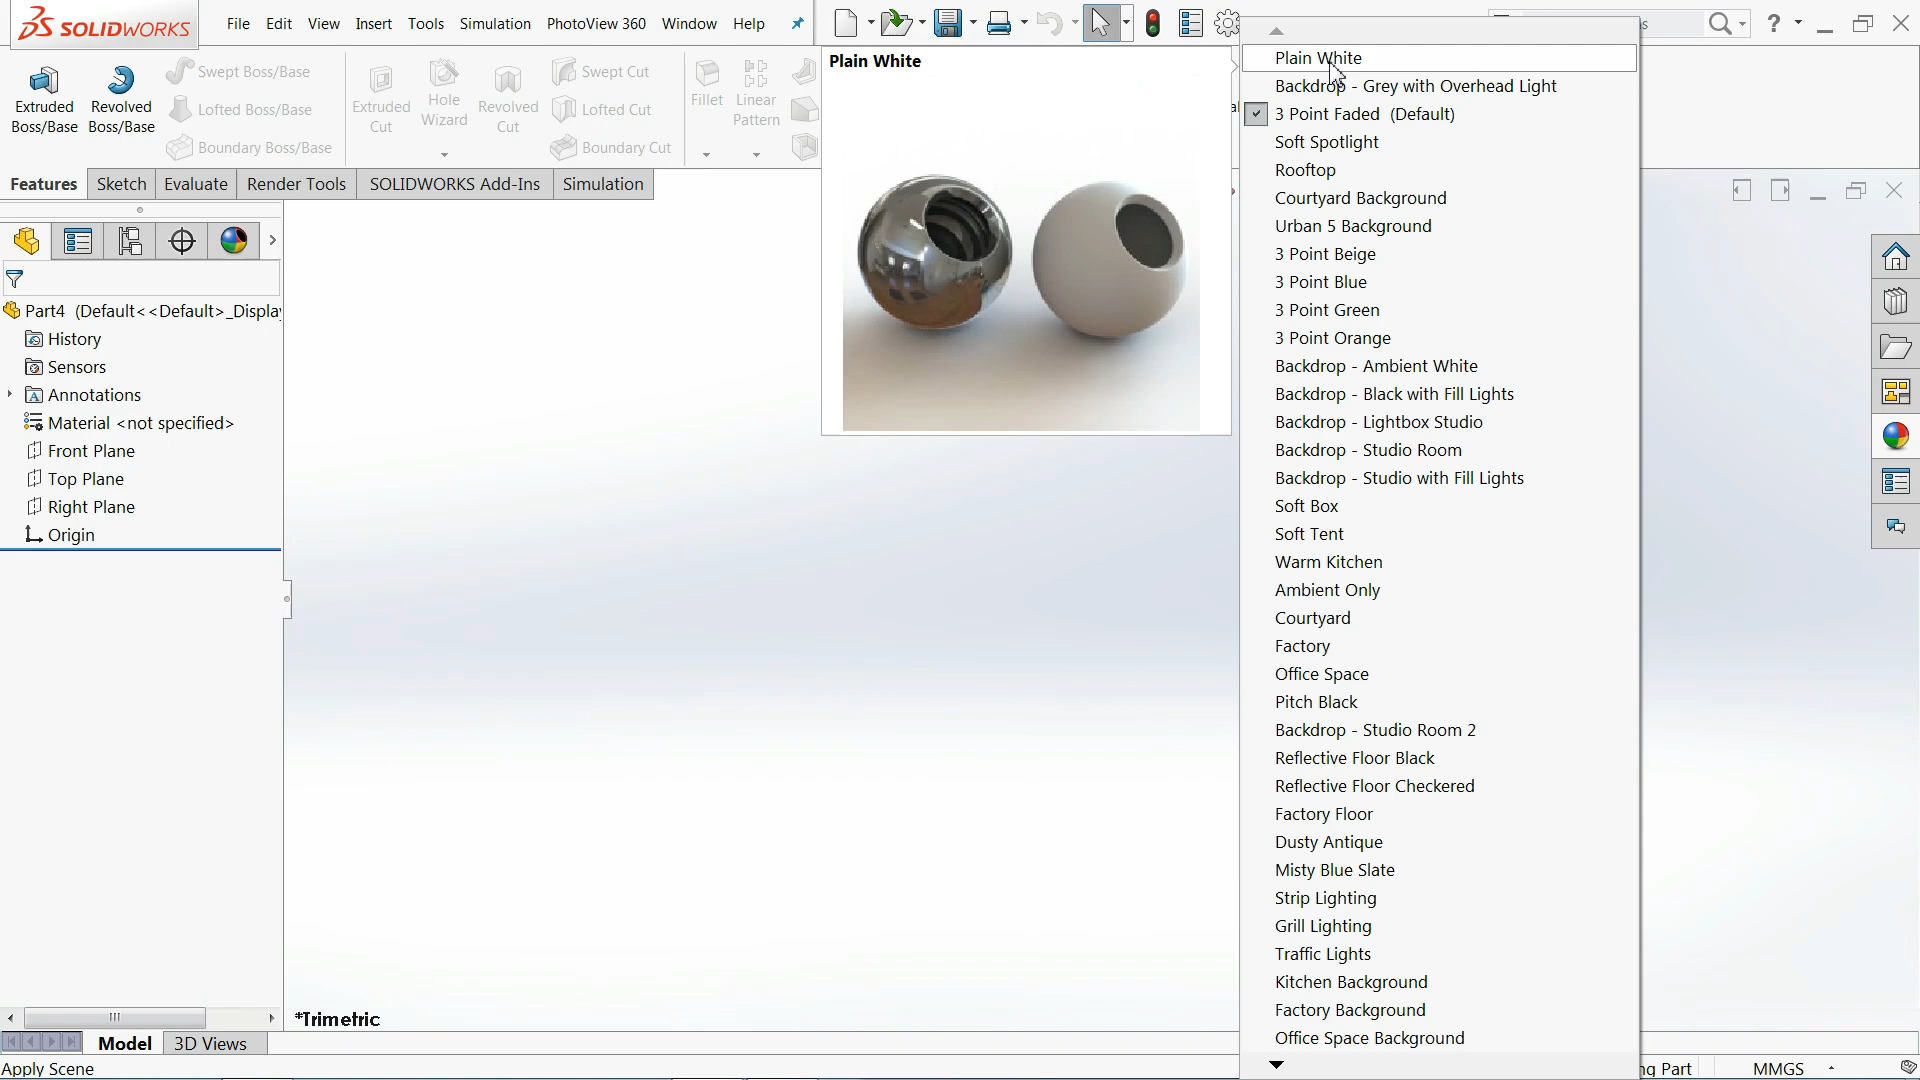 SOLIDWORKS
File Edit View Insert Tools Simulation PhotoView 360 Window Help
Plain White
Extruded Boss/Base
Revolved Boss/Base
Swept Boss/Base
Lofted Boss/Base
Boundary Boss/Base
Extruded Cut
Hole Wizard
Revolved Cut
Swept Cut
Lofted Cut
Boundary Cut
Fillet
Linear Pattern
Features Sketch Evaluate Render Tools SOLIDWORKS Add-Ins Simulation
Part4 (Default<<Default>_Display
History
Sensors
Annotations
Material <not specified>
Front Plane
Top Plane
Right Plane
Origin
Plain White
Backdrop - Grey with Overhead Light
3 Point Faded (Default)
Soft Spotlight
Rooftop
Courtyard Background
Urban 5 Background
3 Point Beige
3 Point Blue
3 Point Green
3 Point Orange
Backdrop - Ambient White
Backdrop - Black with Fill Lights
Backdrop - Lightbox Studio
Backdrop - Studio Room
Backdrop - Studio with Fill Lights
Soft Box
Soft Tent
Warm Kitchen
Ambient Only
Courtyard
Factory
Office Space
Pitch Black
Backdrop - Studio Room 2
Reflective Floor Black
Reflective Floor Checkered
Factory Floor
Dusty Antique
Misty Blue Slate
Strip Lighting
Grill Lighting
Traffic Lights
Kitchen Background
Factory Background
Office Space Background
*Trimetric
Model 3D Views
Apply Scene
Part MMGS